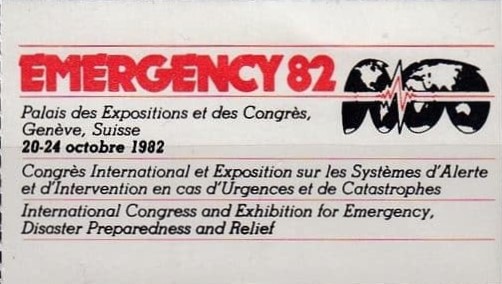 EMERGENCY 82
Palais des Expositions et des Congrès,
Genève, Suisse
20-24 octobre 1982
Congrès International et Exposition sur les Systèmes d'Alerte
et d'Intervention en cas d'Urgences et de Catastrophes
International Congress and Exhibition for Emergency,
Disaster Preparedness and Relief